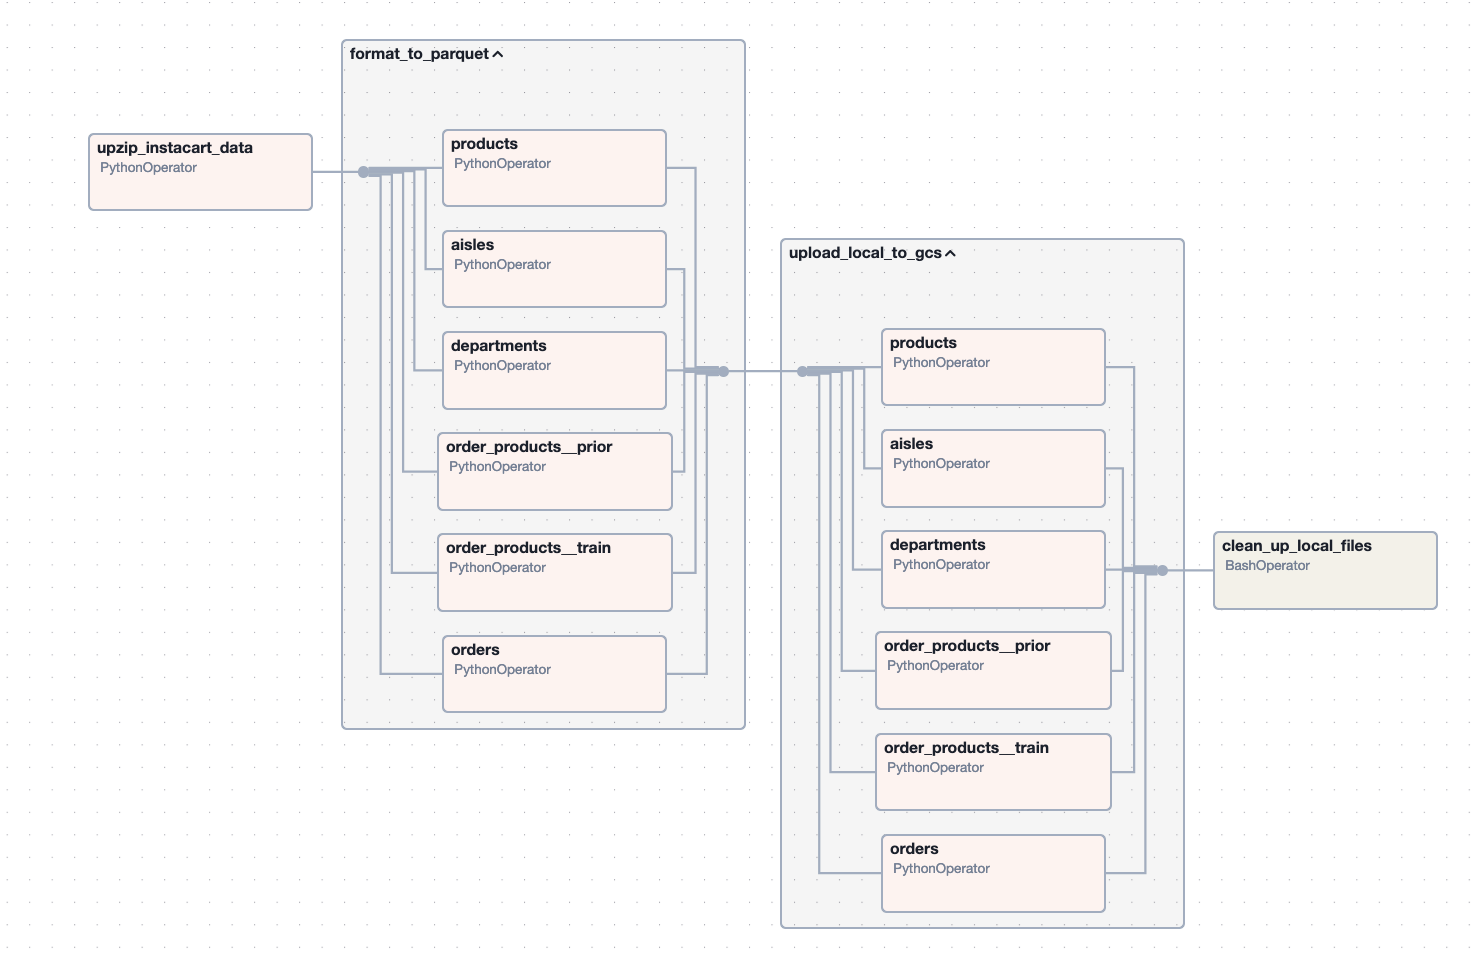 format_to_parquet
upzip_instacart_data
PythonOperator
products
PythonOperator
aisles
PythonOperator
departments
PythonOperator
order_products__prior
PythonOperator
order_products__train
PythonOperator
orders
PythonOperator
upload_local_to_gcs
products
PythonOperator
aisles
PythonOperator
departments
PythonOperator
order_products__prior
PythonOperator
order_products__train
PythonOperator
orders
PythonOperator
clean_up_local_files
BashOperator